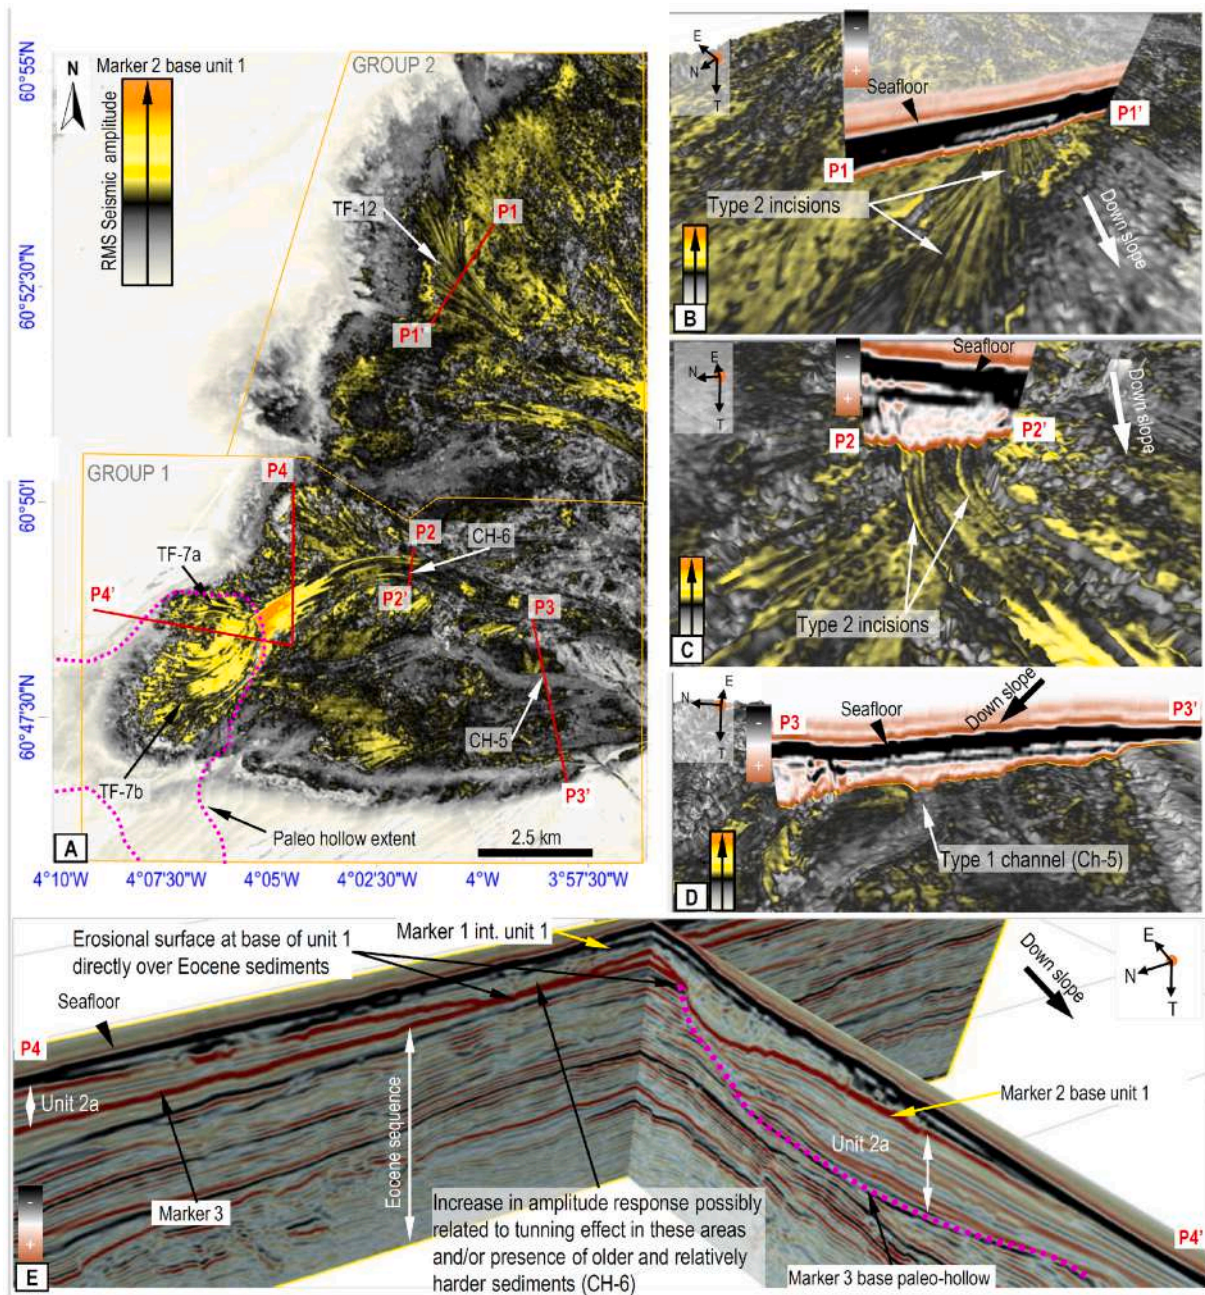 N
Marker 2 base unit 1
RMS Seismic amplitude
GROUP 2
TF-12
P1
P1'
GROUP 1
P4
TF-7a
P4'
P2
CH-6
P2'
P3
CH-5
P3'
TF-7b
Paleo hollow extent
2.5 km
A
60°55'N
60°52'30"N
60°50'I
60°47'30"N
4°10'W 4°07'30"W 4°05'W 4°02'30"W 4°W 3°57'30"W
E
N
T
-
+
Seafloor
P1'
P1
Type 2 incisions
Down slope
B
E
N
T
-
+
Seafloor
P2
P2'
Down slope
Type 2 incisions
C
E
N
T
-
+
P3
Seafloor
Down slope
P3'
Type 1 channel (Ch-5)
D
Erosional surface at base of unit 1
directly over Eocene sediments
Marker 1 int. unit 1
Seafloor
P4
Unit 2a
Marker 3
Eocene sequence
Increase in amplitude response possibly
related to tunning effect in these areas
and/or presence of older and relatively
harder sediments (CH-6)
Down slope
E
N
T
Marker 2 base unit 1
Unit 2a
Marker 3 base paleo-hollow
P4'
-
+
E